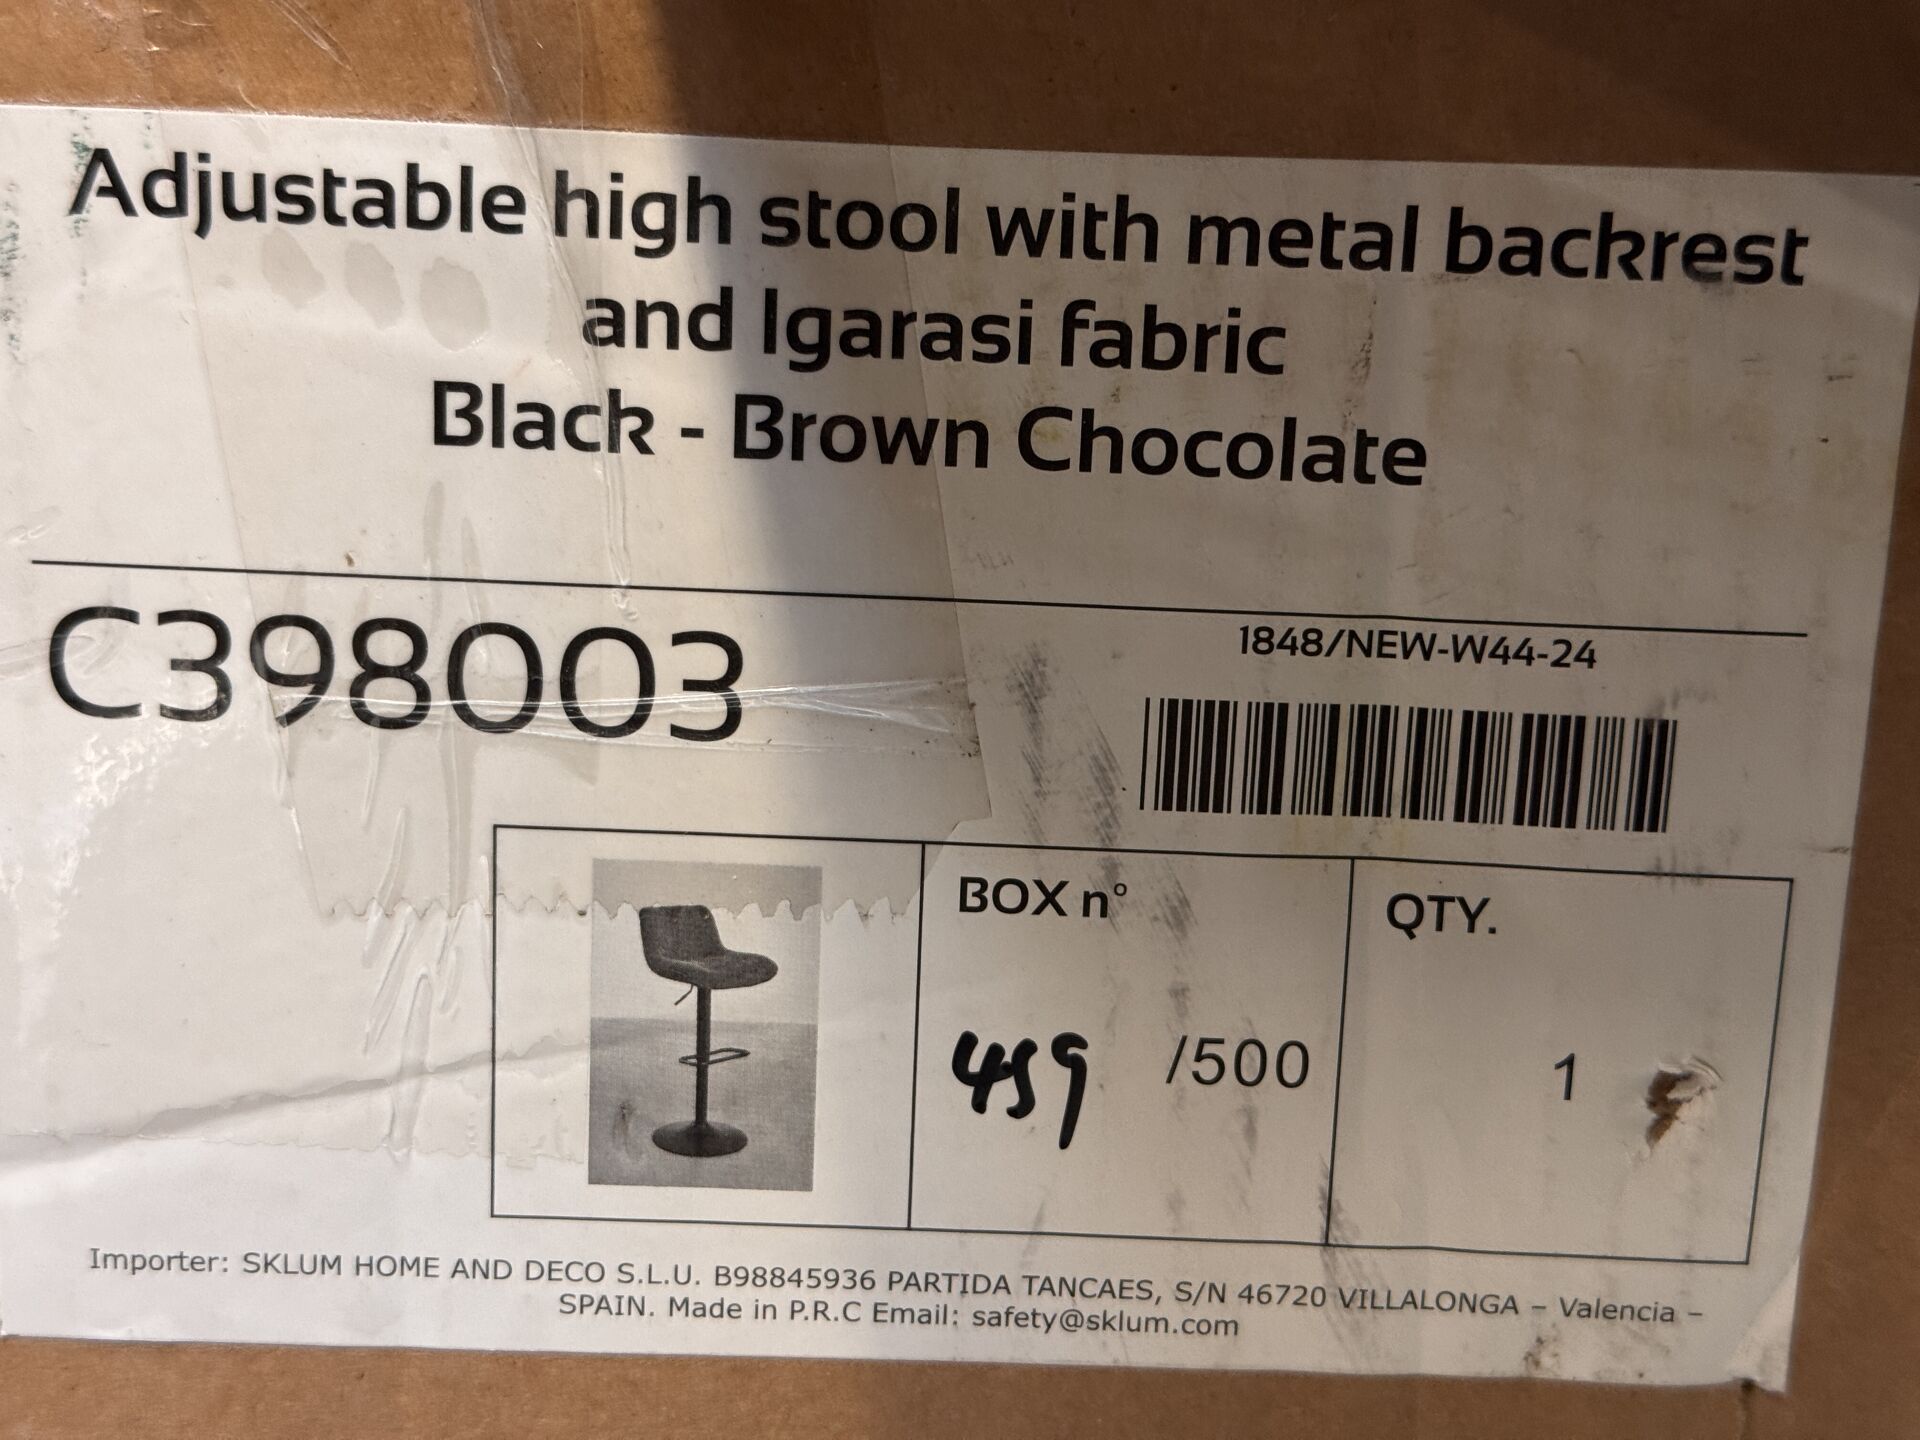 Adjustable high stool with metal backrest
and Igarasi fabric
Black - Brown Chocolate
C398003
1848/NEW-W44-24
BOX nº
QTY.
459 /500
1
Importer: SKLUM HOME AND DECO S.L.U. B98845936 PARTIDA TANCAES, S/N 46720 VILLALONGA – Valencia –
SPAIN. Made in P.R.C Email: safety@sklum.com